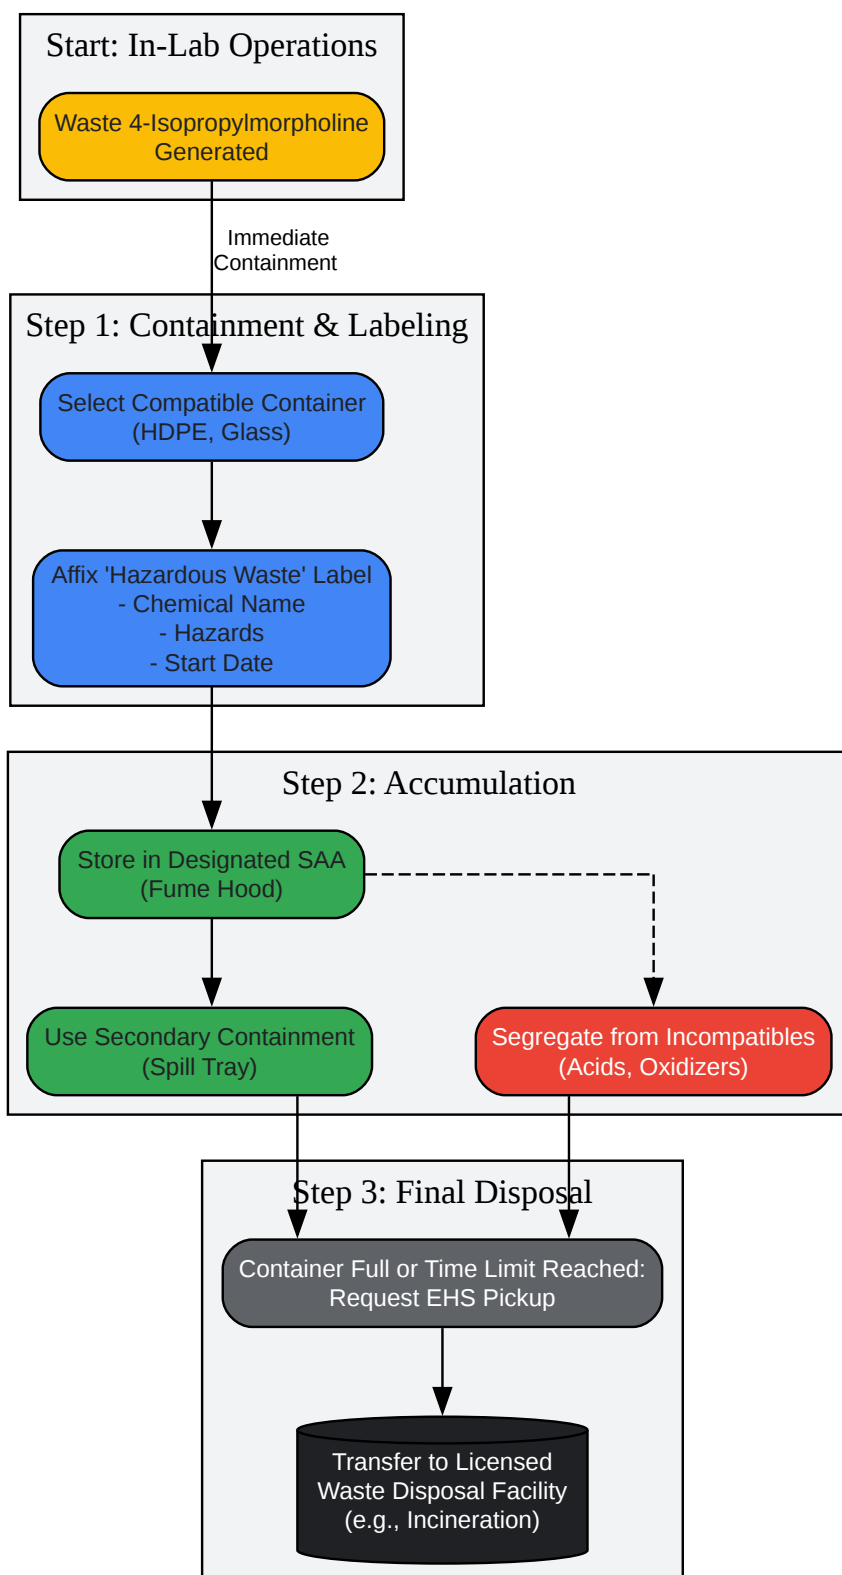 Start: In-Lab Operations
Waste 4-Isopropylmorpholine
Generated
Immediate
Containment
Step 1: Containment & Labeling
Select Compatible Container
(HDPE, Glass)
Affix 'Hazardous Waste' Label
- Chemical Name
- Hazards
- Start Date
Step 2: Accumulation
Store in Designated SAA
(Fume Hood)
Use Secondary Containment
(Spill Tray)
Segregate from Incompatibles
(Acids, Oxidizers)
Step 3: Final Disposal
Container Full or Time Limit Reached:
Request EHS Pickup
Transfer to Licensed
Waste Disposal Facility
(e.g., Incineration)